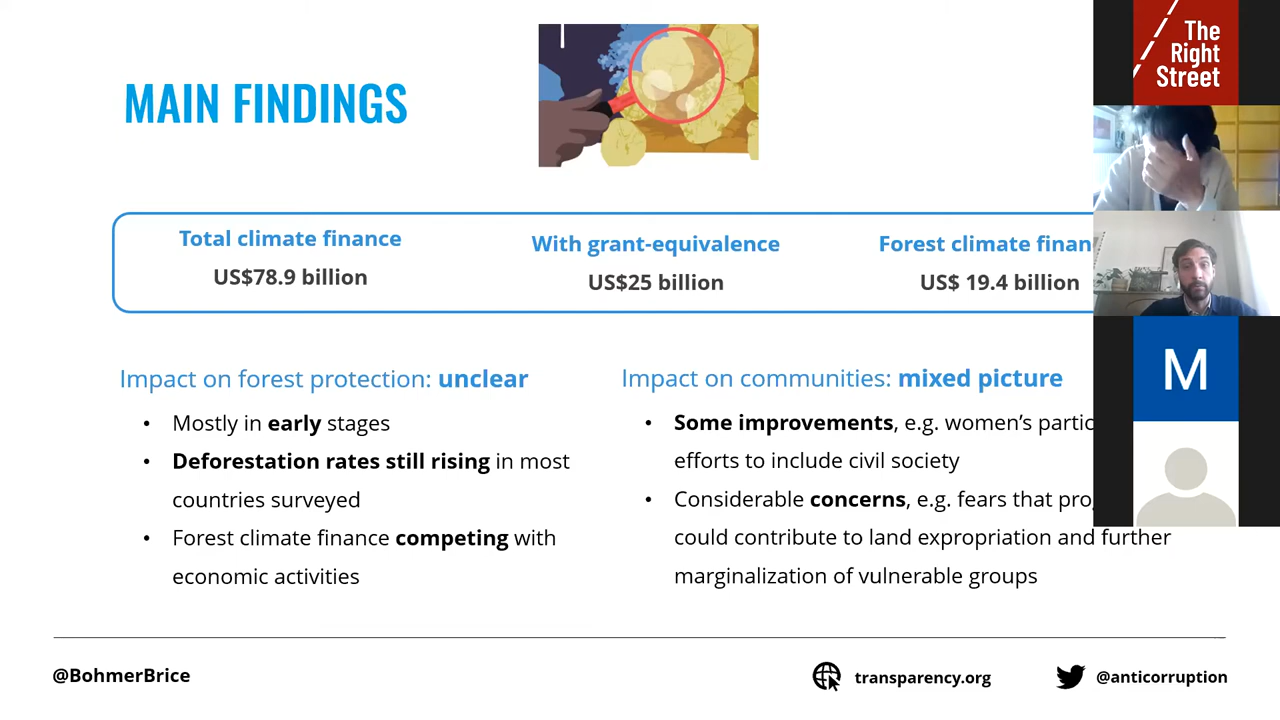 MAIN FINDINGS
The
Right
Street
Total climate finance
US$78.9 billion
With grant-equivalence
US$25 billion
Forest climate finan
US$ 19.4 billion
M
Impact on forest protection: unclear
• Mostly in early stages
• Deforestation rates still rising in most
countries surveyed
• Forest climate finance competing with
economic activities
Impact on communities: mixed picture
• Some improvements, e.g. women’s partic
efforts to include civil society
• Considerable concerns, e.g. fears that pro
could contribute to land expropriation and further
marginalization of vulnerable groups
@BohmerBrice
transparency.org
@anticorruption